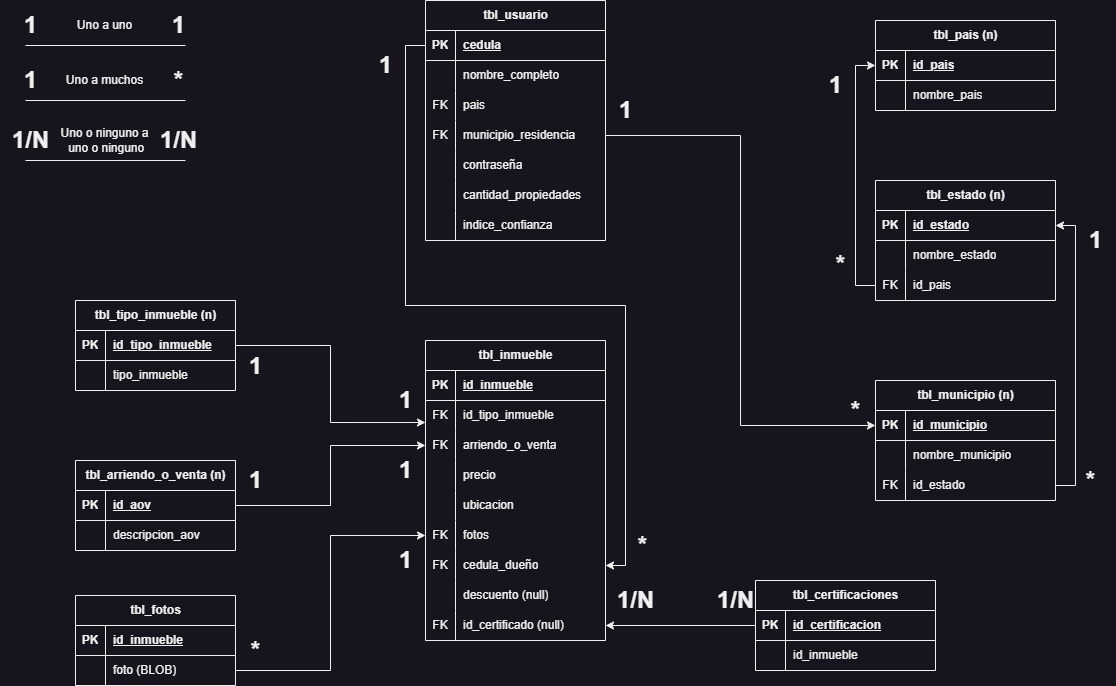 1 Uno a uno 1
1 Uno a muchos *
1/N Uno o ninguno a 1/N
uno o ninguno
tbl_usuario
PK cedula
nombre_completo
FK pais
FK municipio_residencia
contraseña
cantidad_propiedades
indice_confianza
1
1
tbl_pais (n)
PK id_pais
nombre_pais
1
tbl_estado (n)
PK id_estado
nombre_estado
FK id_pais
*
1
tbl_municipio (n)
PK id_municipio
nombre_municipio
FK id_estado
*
*
tbl_tipo_inmueble (n)
PK id_tipo_inmueble
tipo_inmueble
1
1
tbl_arriendo_o_venta (n)
PK id_aov
descripcion_aov
1
1
tbl_fotos
PK id_inmueble
foto (BLOB)
*
1
tbl_inmueble
PK id_inmueble
FK id_tipo_inmueble
FK arriendo_o_venta
precio
ubicacion
FK fotos
FK cedula_dueño
descuento (null)
FK id_certificado (null)
*
1/N 1/N
tbl_certificaciones
PK id_certificacion
id_inmueble